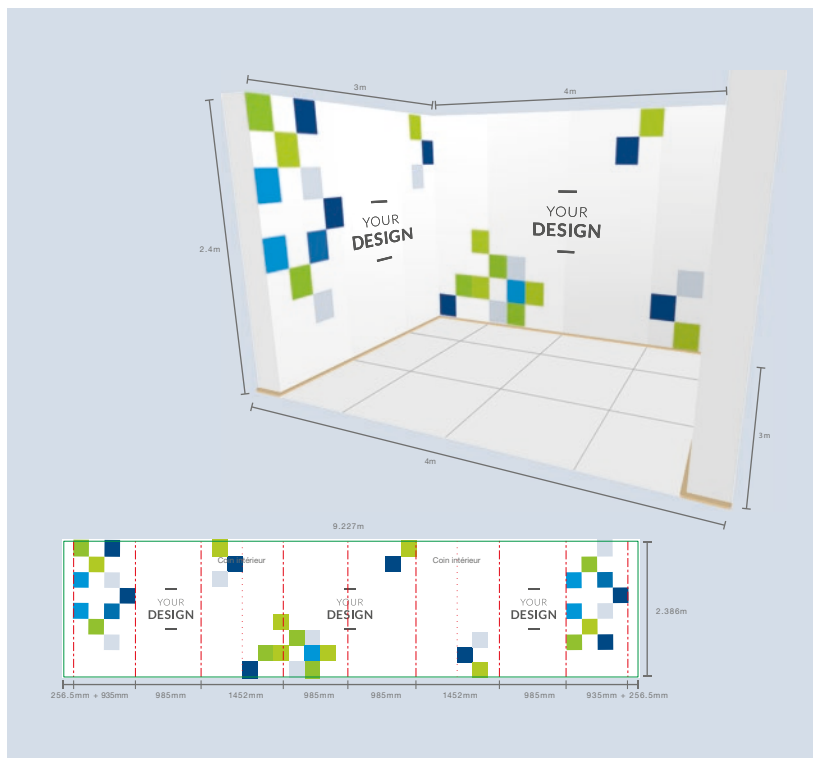 3m
4m
YOUR
DESIGN
YOUR
DESIGN
2.4m
3m
4m
9.227m
Coin intérieur
Coin intérieur
YOUR
DESIGN
YOUR
DESIGN
YOUR
DESIGN
2.386m
256.5mm + 935mm
985mm
1452mm
985mm
985mm
1452mm
985mm
935mm + 256.5mm